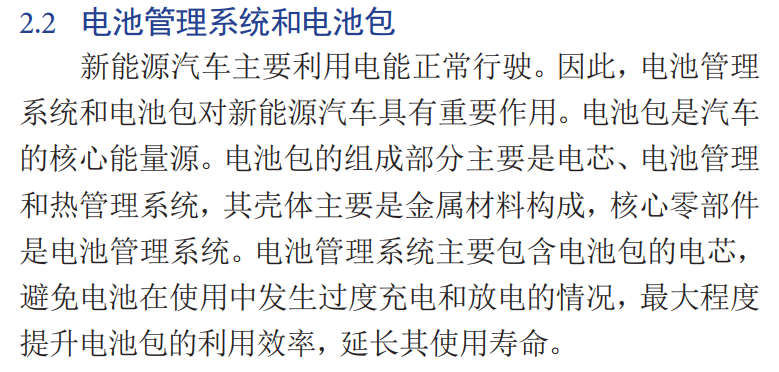 2.2 电池管理系统和电池包
新能源汽车主要利用电能正常行驶。因此，电池管理
系统和电池包对新能源汽车具有重要作用。电池包是汽车
的核心能量源。电池包的组成部分主要是电芯、电池管理
和热管理系统，其壳体主要是金属材料构成，核心零部件
是电池管理系统。电池管理系统主要包含电池包的电芯，
避免电池在使用中发生过度充电和放电的情况，最大程度
提升电池包的利用效率，延长其使用寿命。